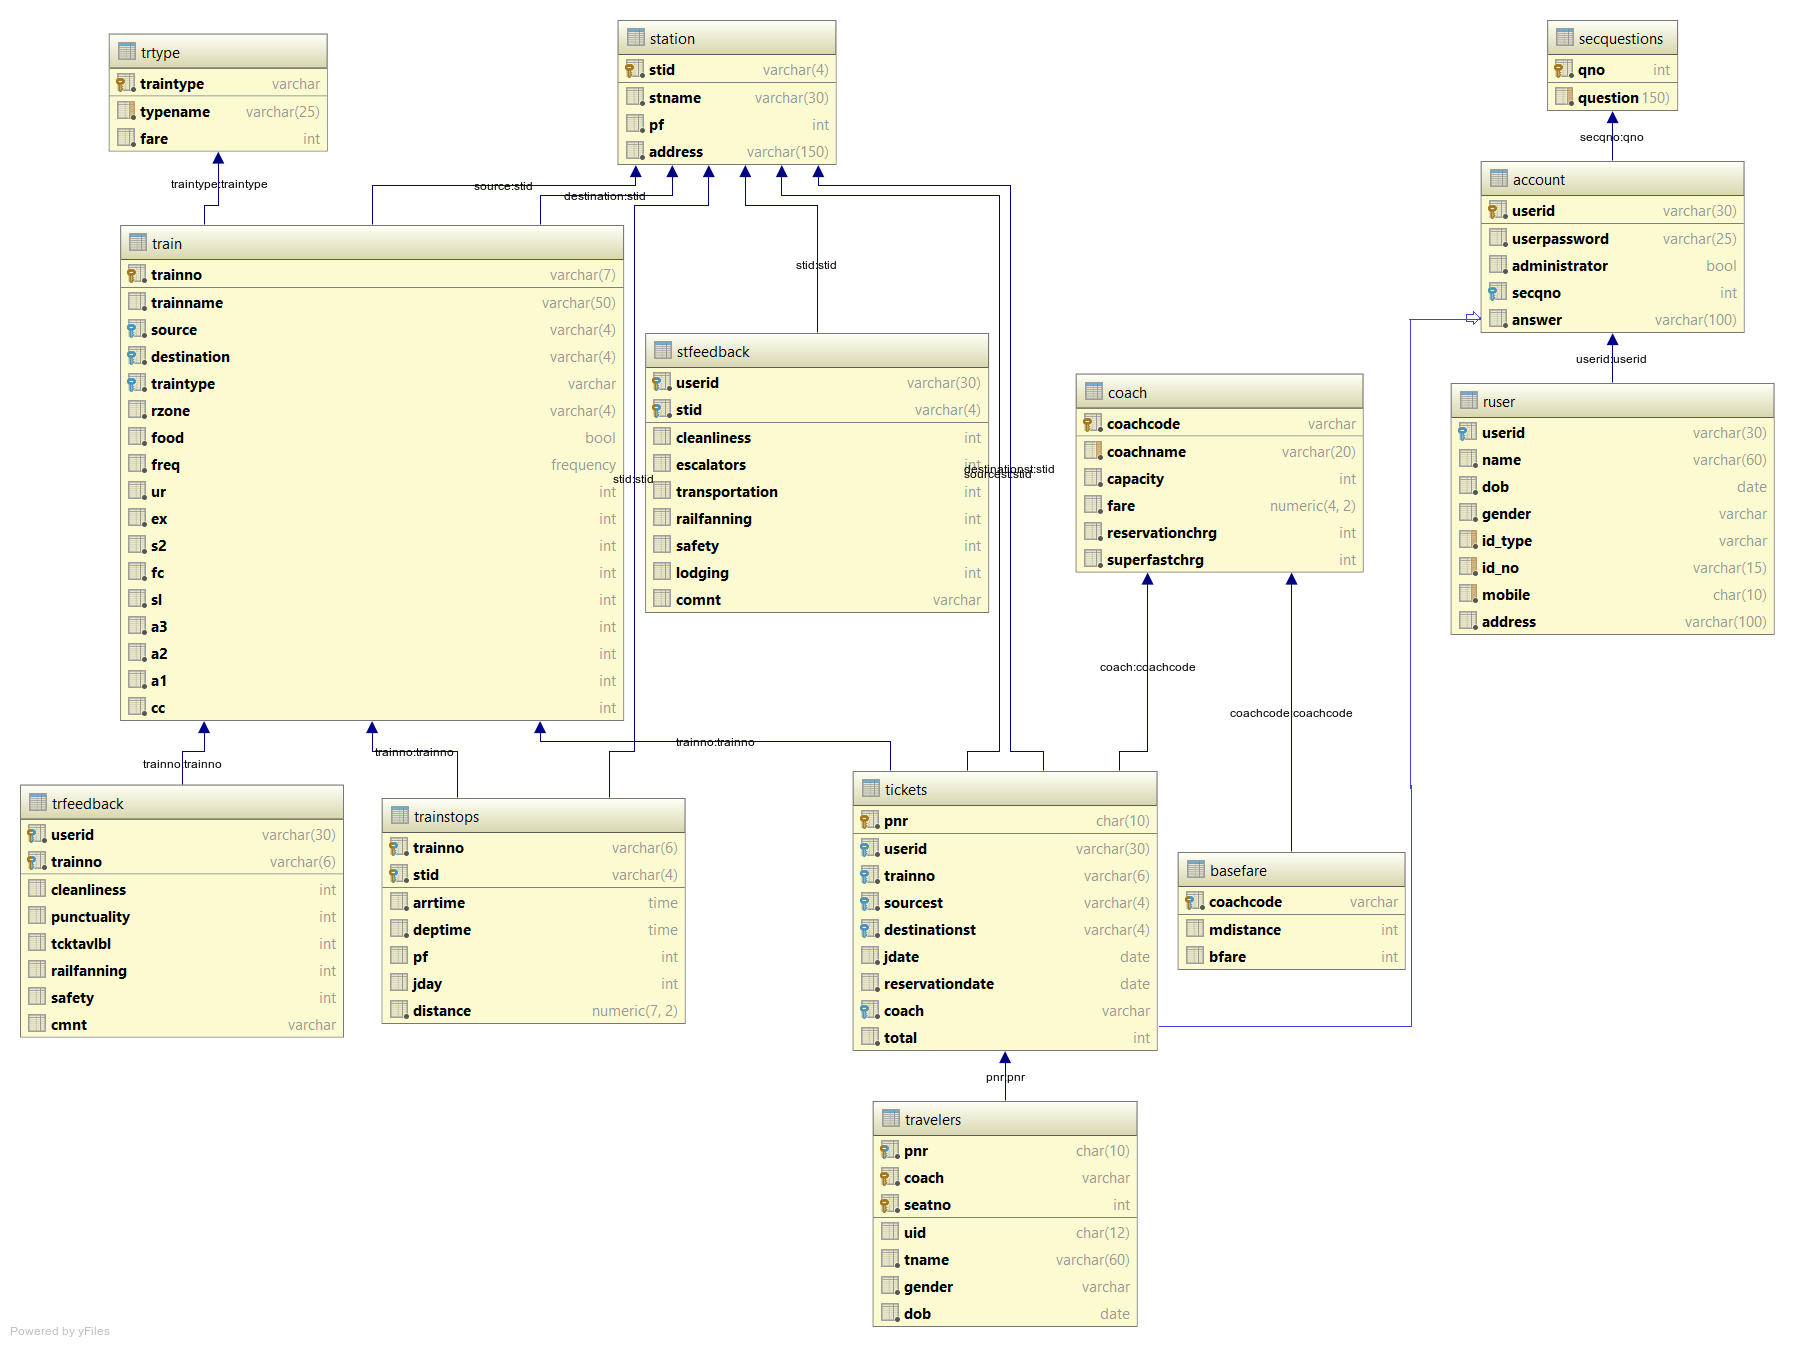 trtype
traintype varchar
typename varchar(25)
fare int
station
stid varchar(4)
stname varchar(30)
pf int
address varchar(150)
secquestions
qno int
question 150)
secqno:qno
account
userid varchar(30)
userpassword varchar(25)
administrator bool
secqno int
answer varchar(100)
userid:userid
ruser
userid varchar(30)
name varchar(60)
dob date
gender varchar
id_type varchar
id_no varchar(15)
mobile char(10)
address varchar(100)
traintype:traintype
source:stid
destination:stid
stid:stid
train
trainno varchar(7)
trainname varchar(50)
source varchar(4)
destination varchar(4)
traintype varchar
rzone varchar(4)
food bool
freq frequency
ur int
ex int
s2 int
fc int
sl int
a3 int
a2 int
a1 int
cc int
stid:stid
stfeedback
userid varchar(30)
stid varchar(4)
cleanliness int
escalators int
transportation int
railfanning int
safety int
lodging int
comnt varchar
destinationst:stid
sourcest:stid
coach
coachcode varchar
coachname varchar(20)
capacity int
fare numeric(4, 2)
reservationchrg int
superfastchrg int
coach:coachcode
coachcode:coachcode
trainno:trainno
trainno:trainno
trainno:trainno
trfeedback
userid varchar(30)
trainno varchar(6)
cleanliness int
punctuality int
tcktavlbl int
railfanning int
safety int
cmnt varchar
trainstops
trainno varchar(6)
stid varchar(4)
arrtime time
deptime time
pf int
jday int
distance numeric(7, 2)
tickets
pnr char(10)
userid varchar(30)
trainno varchar(6)
sourcest varchar(4)
destinationst varchar(4)
jdate date
reservationdate date
coach varchar
total int
basefare
coachcode varchar
mdistance int
bfare int
pnr:pnr
travelers
pnr char(10)
coach varchar
seatno int
uid char(12)
tname varchar(60)
gender varchar
dob date
Powered by yFiles